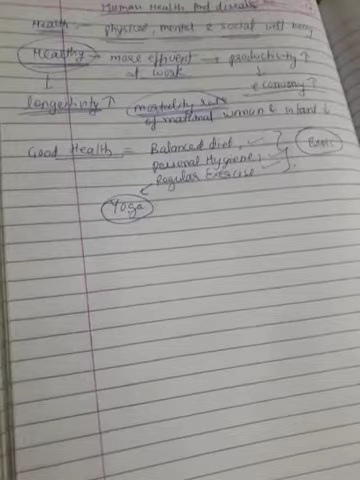 Human Health And disease
Health :- physical, mental & social well being
Healthy → more efficient → productivity ↑
at work
economy ↑
longevity ↑ mortality rate
of maternal woman & infant ↓
Good Health = Balanced diet,
personal Hygiene,
Regular Exercise
Yoga